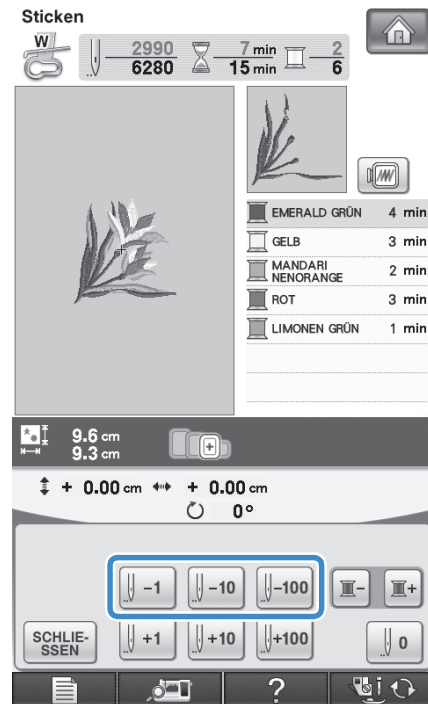 Sticken
W
2990 7 min 2
6280 15 min 6
EMERALD GRÜN 4 min
GELB 3 min
MANDARI
NENORANGE 2 min
ROT 3 min
LIMONEN GRÜN 1 min
9.6 cm
9.3 cm
+ 0.00 cm + 0.00 cm
0°
-1 -10 -100 - +
SCHLIE-
SSEN +1 +10 +100 0
?